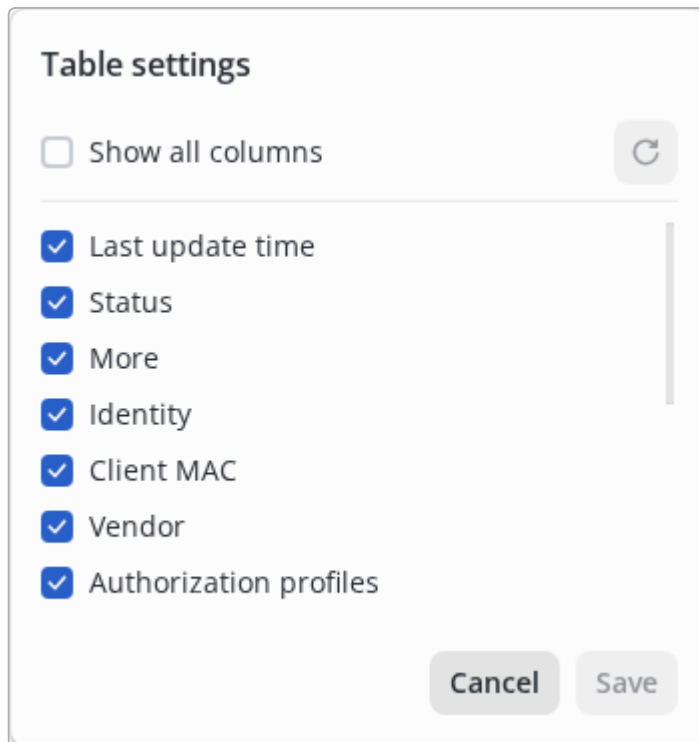 Table settings
Show all columns
Last update time
Status
More
Identity
Client MAC
Vendor
Authorization profiles
Cancel Save